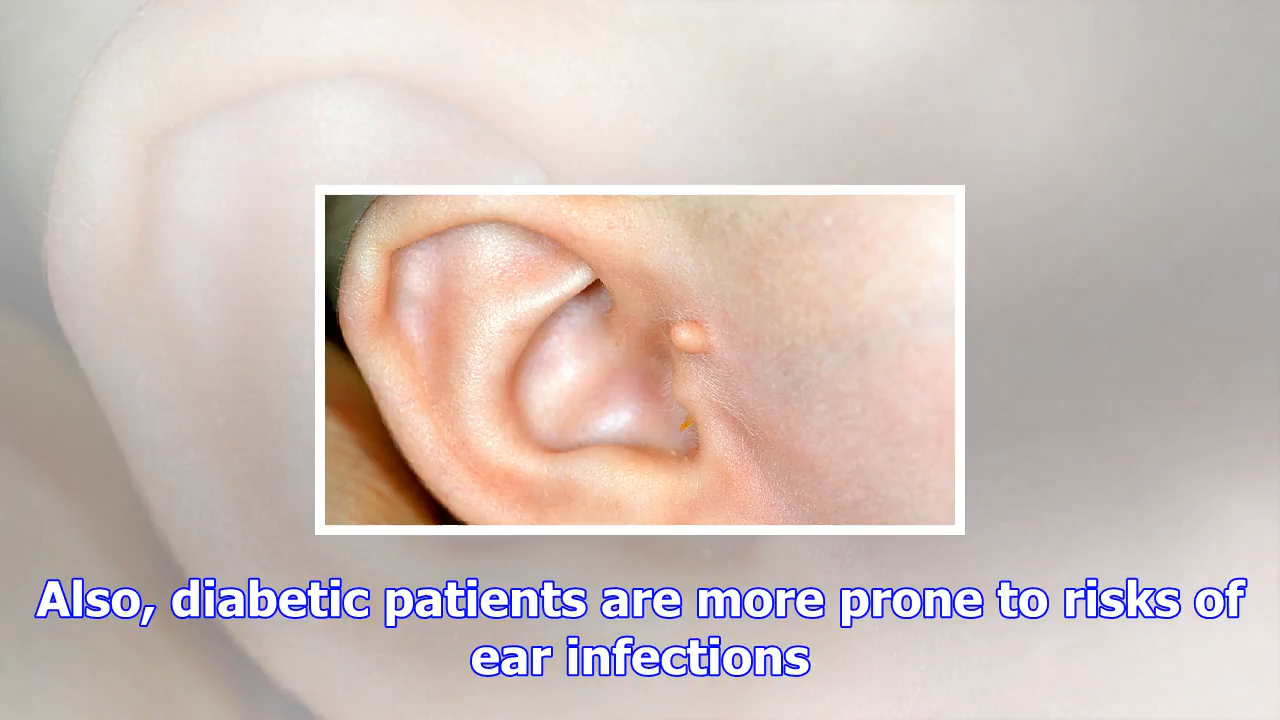 Also, diabetic patients are more prone to risks of
ear infections